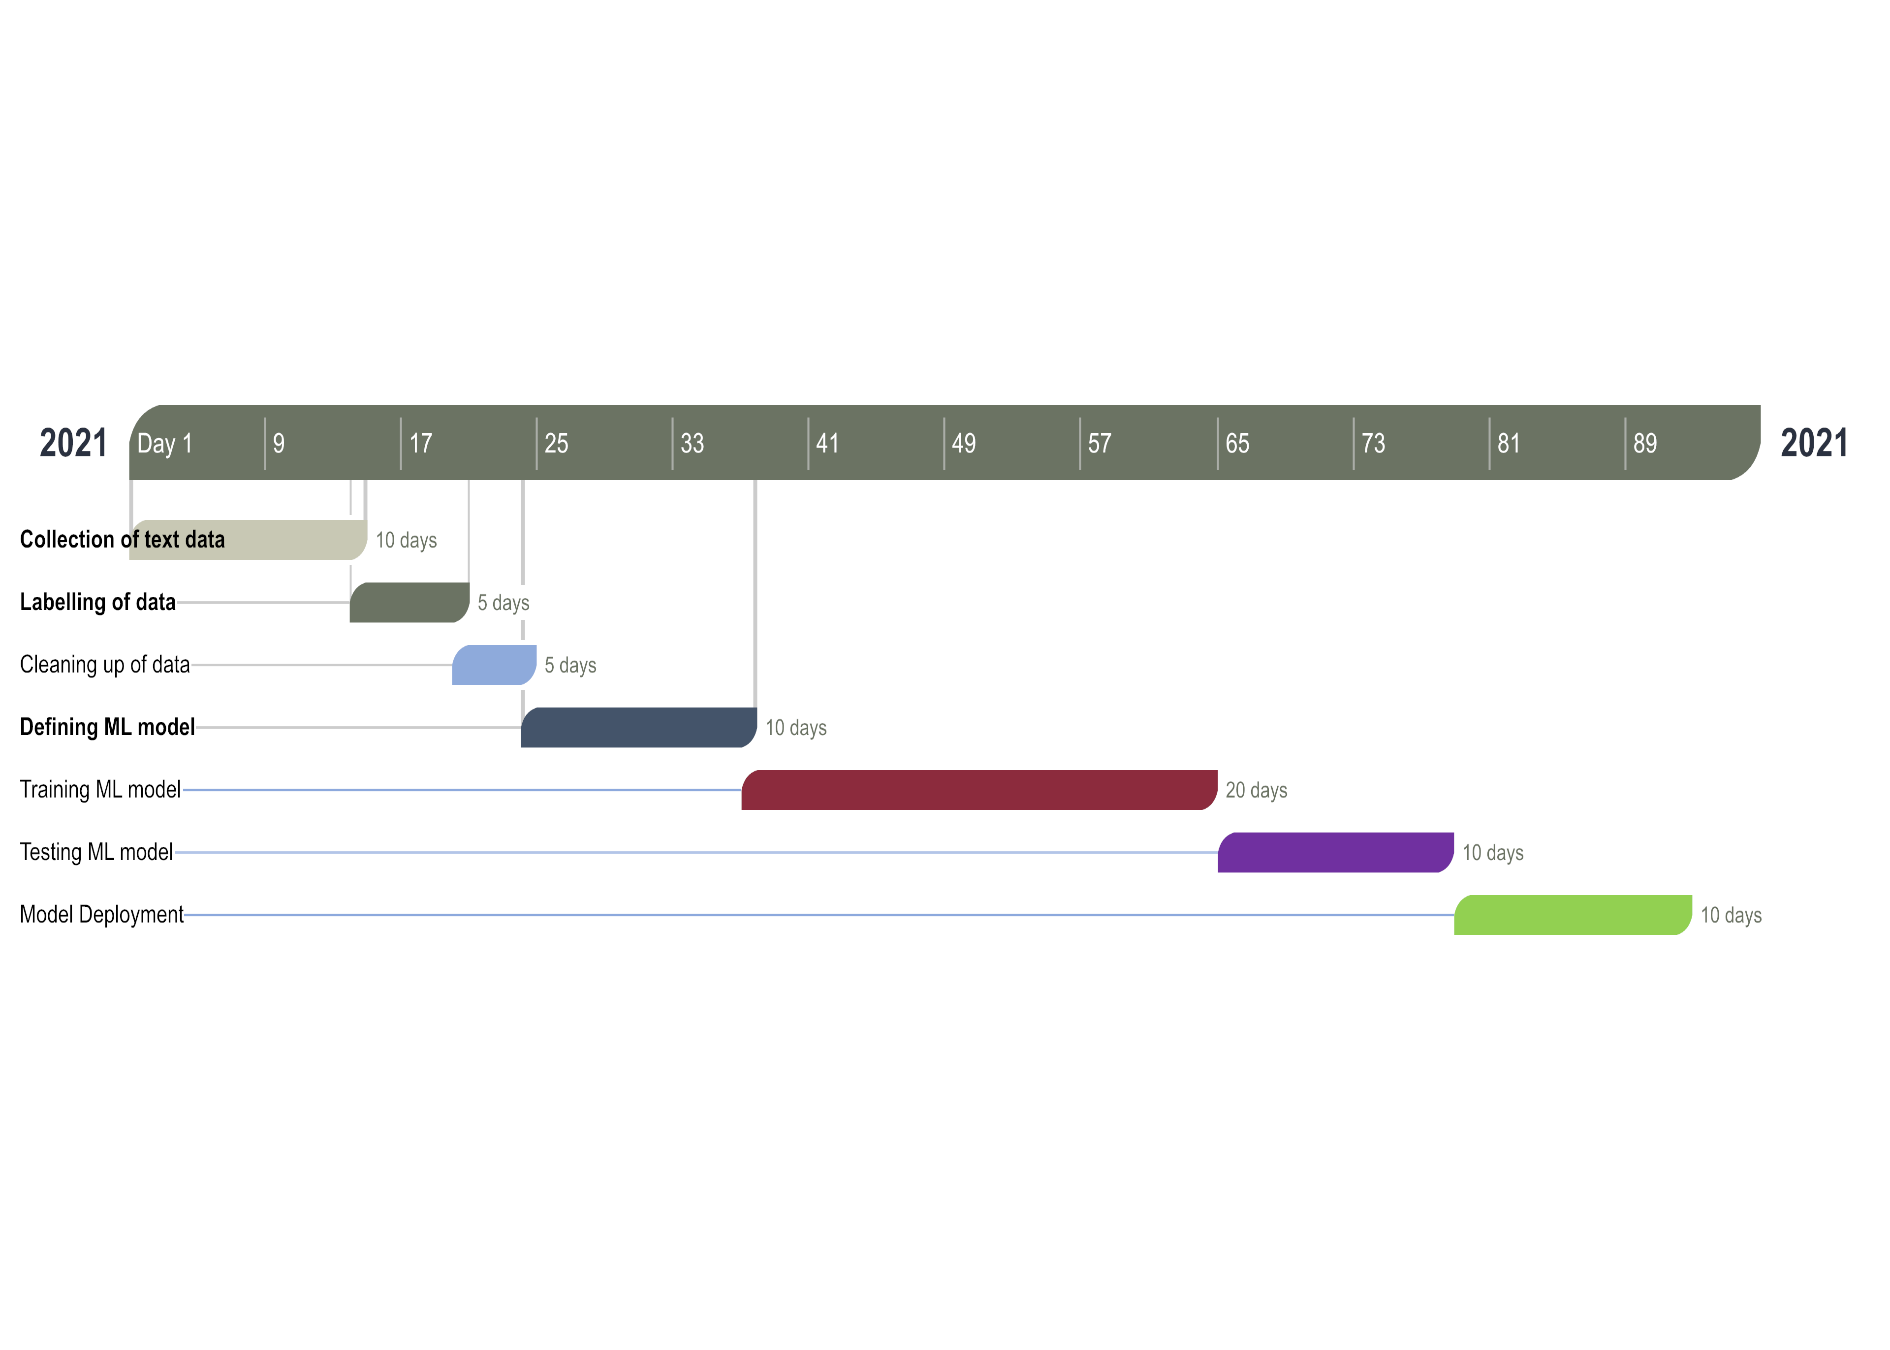 2021 Day 1 9 17 25 33 41 49 57 65 73 81 89 2021
Collection of text data 10 days
Labelling of data 5 days
Cleaning up of data 5 days
Defining ML model 10 days
Training ML model 20 days
Testing ML model 10 days
Model Deployment 10 days